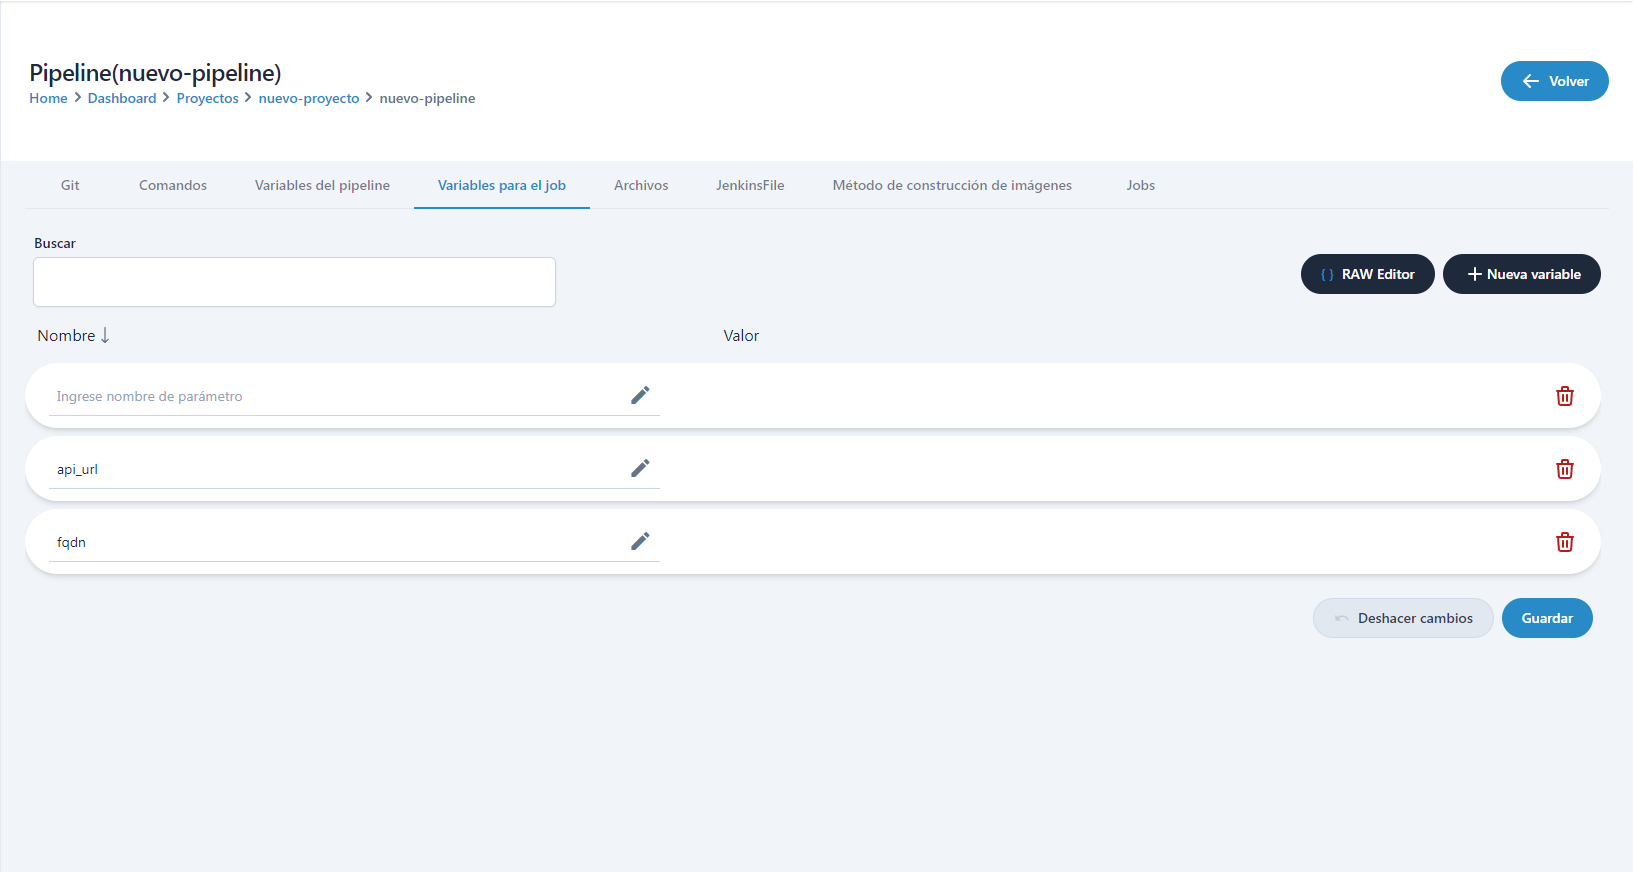 Pipeline(nuevo-pipeline)
Home > Dashboard > Proyectos > nuevo-proyecto > nuevo-pipeline
Volver
Git Comandos Variables del pipeline Variables para el job Archivos JenkinsFile Método de construcción de imágenes Jobs
Buscar
{ } RAW Editor
+ Nueva variable
Nombre ↓ Valor
Ingrese nombre de parámetro
api_url
fqdn
Deshacer cambios Guardar